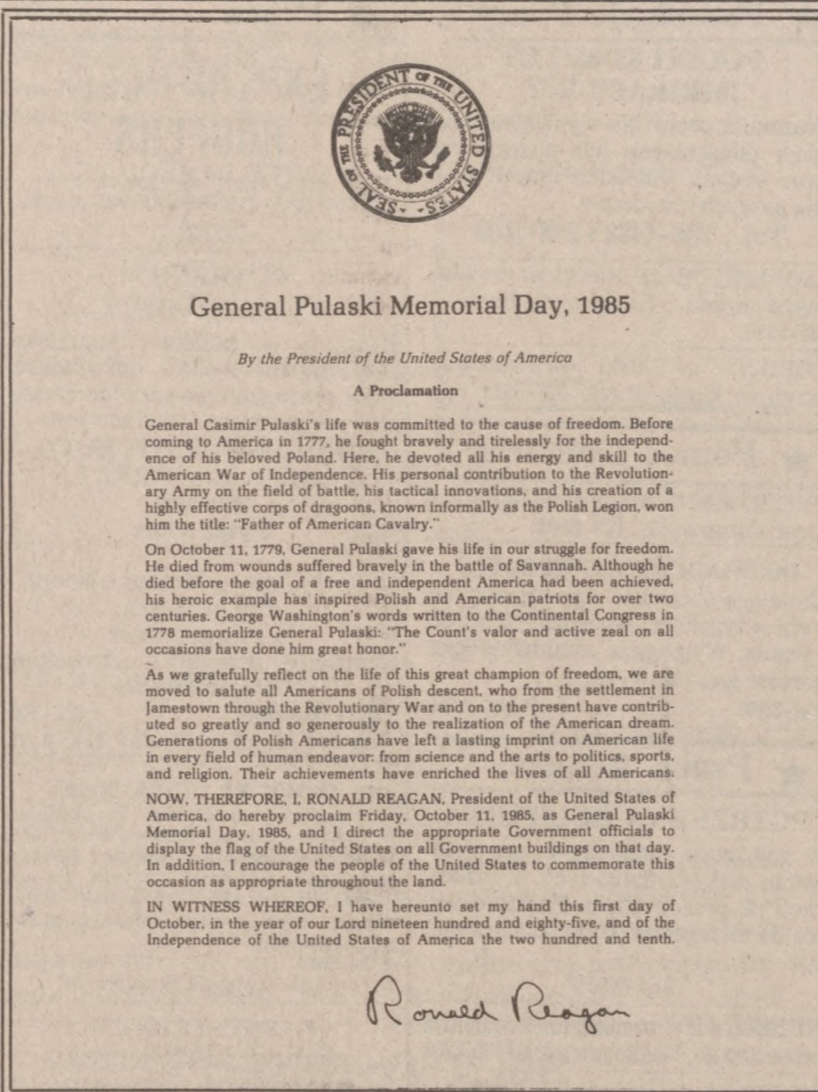 SEAL OF THE PRESIDENT OF THE UNITED STATES
General Pulaski Memorial Day, 1985
By the President of the United States of America
A Proclamation
General Casimir Pulaski's life was committed to the cause of freedom. Before
coming to America in 1777, he fought bravely and tirelessly for the independ-
ence of his beloved Poland. Here, he devoted all his energy and skill to the
American War of Independence. His personal contribution to the Revolution-
ary Army on the field of battle, his tactical innovations, and his creation of a
highly effective corps of dragoons, known informally as the Polish Legion, won
him the title: "Father of American Cavalry."
On October 11, 1779, General Pulaski gave his life in our struggle for freedom.
He died from wounds suffered bravely in the battle of Savannah. Although he
died before the goal of a free and independent America had been achieved,
his heroic example has inspired Polish and American patriots for over two
centuries. George Washington's words written to the Continental Congress in
1778 memorialize General Pulaski: "The Count's valor and active zeal on all
occasions have done him great honor."
As we gratefully reflect on the life of this great champion of freedom, we are
moved to salute all Americans of Polish descent, who from the settlement in
Jamestown through the Revolutionary War and on to the present have contrib-
uted so greatly and so generously to the realization of the American dream.
Generations of Polish Americans have left a lasting imprint on American life
in every field of human endeavor: from science and the arts to politics, sports,
and religion. Their achievements have enriched the lives of all Americans.
NOW, THEREFORE, I, RONALD REAGAN, President of the United States of
America, do hereby proclaim Friday, October 11, 1985, as General Pulaski
Memorial Day, 1985, and I direct the appropriate Government officials to
display the flag of the United States on all Government buildings on that day.
In addition, I encourage the people of the United States to commemorate this
occasion as appropriate throughout the land.
IN WITNESS WHEREOF, I have hereunto set my hand this first day of
October, in the year of our Lord nineteen hundred and eighty-five, and of the
Independence of the United States of America the two hundred and tenth.
Ronald Reagan